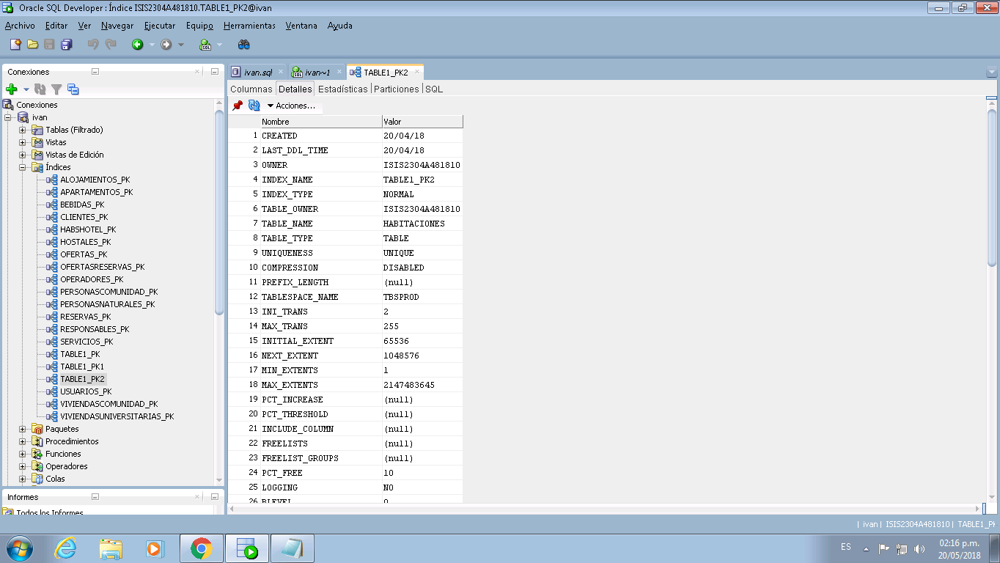 Oracle SQL Developer : Índice ISIS2304A481810.TABLE1_PK2@ivan
Archivo Editar Ver Navegar Ejecutar Equipo Herramientas Ventana Ayuda
Conexiones
Conexiones
ivan
Tablas (Filtrado)
Vistas
Vistas de Edición
Índices
ALOJAMIENTOS_PK
APARTAMENTOS_PK
BEBIDAS_PK
CLIENTES_PK
HABSHOTEL_PK
HOSTALES_PK
OFERTAS_PK
OFERTASRESERVAS_PK
OPERADORES_PK
PERSONASCOMUNIDAD_PK
PERSONASNATURALES_PK
RESERVAS_PK
RESPONSABLES_PK
SERVICIOS_PK
TABLE1_PK
TABLE1_PK1
TABLE1_PK2
USUARIOS_PK
VIVIENDASCOMUNIDAD_PK
VIVIENDASUNIVERSITARIAS_PK
Paquetes
Procedimientos
Funciones
Operadores
Colas
Informes
Todos los Informes
ivan.sql ivan~1 TABLE1_PK2
Columnas Detalles Estadísticas Particiones SQL
Acciones...
Nombre Valor
1 CREATED 20/04/18
2 LAST_DDL_TIME 20/04/18
3 OWNER ISIS2304A481810
4 INDEX_NAME TABLE1_PK2
5 INDEX_TYPE NORMAL
6 TABLE_OWNER ISIS2304A481810
7 TABLE_NAME HABITACIONES
8 TABLE_TYPE TABLE
9 UNIQUENESS UNIQUE
10 COMPRESSION DISABLED
11 PREFIX_LENGTH (null)
12 TABLESPACE_NAME TBSPROD
13 INI_TRANS 2
14 MAX_TRANS 255
15 INITIAL_EXTENT 65536
16 NEXT_EXTENT 1048576
17 MIN_EXTENTS 1
18 MAX_EXTENTS 2147483645
19 PCT_INCREASE (null)
20 PCT_THRESHOLD (null)
21 INCLUDE_COLUMN (null)
22 FREELISTS (null)
23 FREELIST_GROUPS (null)
24 PCT_FREE 10
25 LOGGING NO
26 BLEVEL 0
| ivan | ISIS2304A481810 | TABLE1_PK
ES
02:16 p.m.
20/05/2018